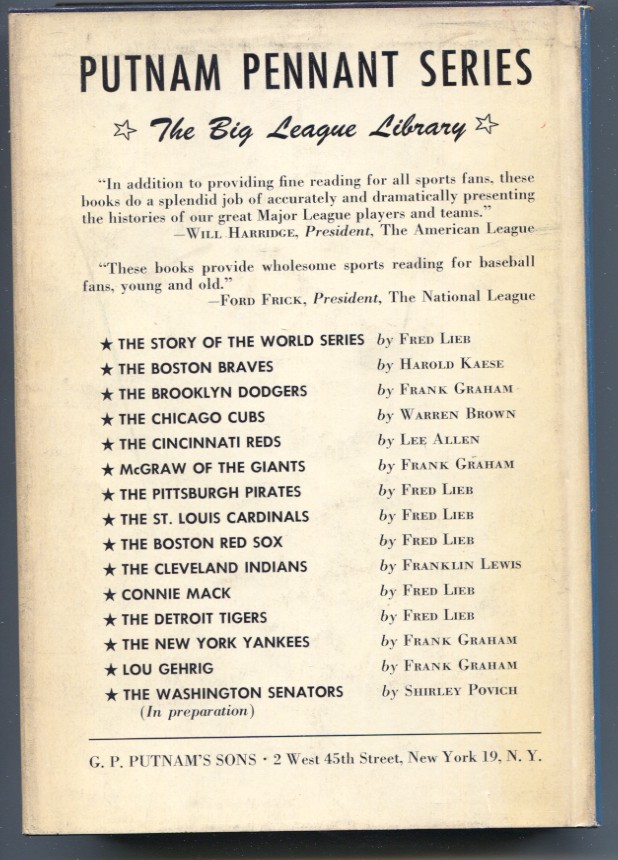 PUTNAM PENNANT SERIES
The Big League Library
“In addition to providing fine reading for all sports fans, these
books do a splendid job of accurately and dramatically presenting
the histories of our great Major League players and teams.”
—WILL HARRIDGE, President, The American League
“These books provide wholesome sports reading for baseball
fans, young and old.”
—FORD FRICK, President, The National League
★ THE STORY OF THE WORLD SERIES by FRED LIEB
★ THE BOSTON BRAVES by HAROLD KAESE
★ THE BROOKLYN DODGERS by FRANK GRAHAM
★ THE CHICAGO CUBS by WARREN BROWN
★ THE CINCINNATI REDS by LEE ALLEN
★ McGRAW OF THE GIANTS by FRANK GRAHAM
★ THE PITTSBURGH PIRATES by FRED LIEB
★ THE ST. LOUIS CARDINALS by FRED LIEB
★ THE BOSTON RED SOX by FRED LIEB
★ THE CLEVELAND INDIANS by FRANKLIN LEWIS
★ CONNIE MACK by FRED LIEB
★ THE DETROIT TIGERS by FRED LIEB
★ THE NEW YORK YANKEES by FRANK GRAHAM
★ LOU GEHRIG by FRANK GRAHAM
★ THE WASHINGTON SENATORS by SHIRLEY POVICH
(In preparation)
G. P. PUTNAM'S SONS · 2 West 45th Street, New York 19, N. Y.